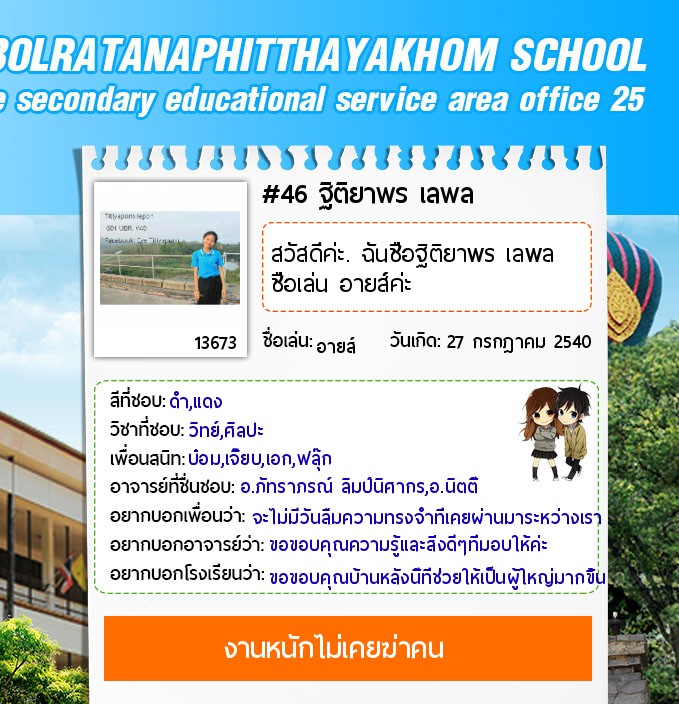 BOLRATANAPHITTHAYAKHOM SCHOOL
e secondary educational service area office 25
#46 ฐิติยาพร เลพล
Titiyaporn lepon
Facebook:
สวัสดีค่ะ. ฉันชื่อฐิติยาพร เลพล
ชื่อเล่น อายส์ค่ะ
13673
ชื่อเล่น: อายส์ วันเกิด: 27 กรกฎาคม 2540
สีที่ชอบ: ดำ,แดง
วิชาที่ชอบ: วิทย์,ศิลปะ
เพื่อนสนิท: บ๋อม,เจี๊ยบ,เอก,ฟลุ๊ก
อาจารย์ที่ชื่นชอบ: อ.ภัทราภรณ์ ลิมป์นิศากร,อ.นิตติ
อยากบอกเพื่อนว่า: จะไม่มีวันลืมความทรงจำที่เคยผ่านมาระหว่างเรา
อยากบอกอาจารย์ว่า: ขอขอบคุณความรู้และสิ่งดีๆที่มอบให้ค่ะ
อยากบอกโรงเรียนว่า: ขอขอบคุณบ้านหลังนี้ที่ช่วยให้เป็นผู้ใหญ่มากขึ้น
งานหนักไม่เคยฆ่าคน